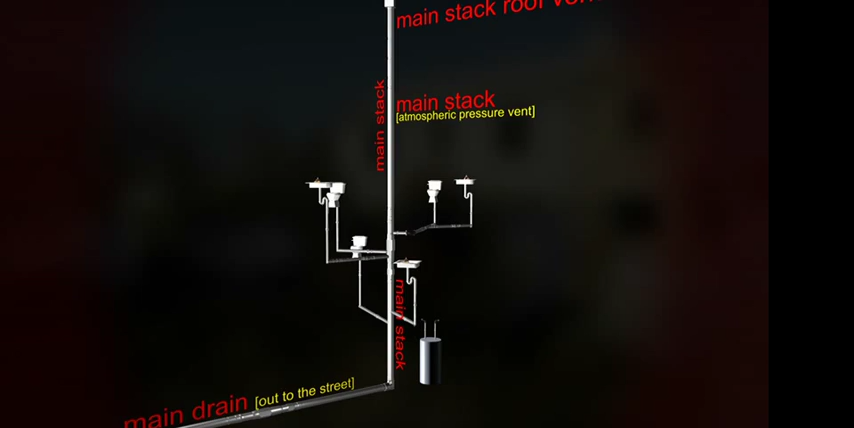 main stack roof vent
main stack
main stack
[atmospheric pressure vent]
main stack
main drain [out to the street]